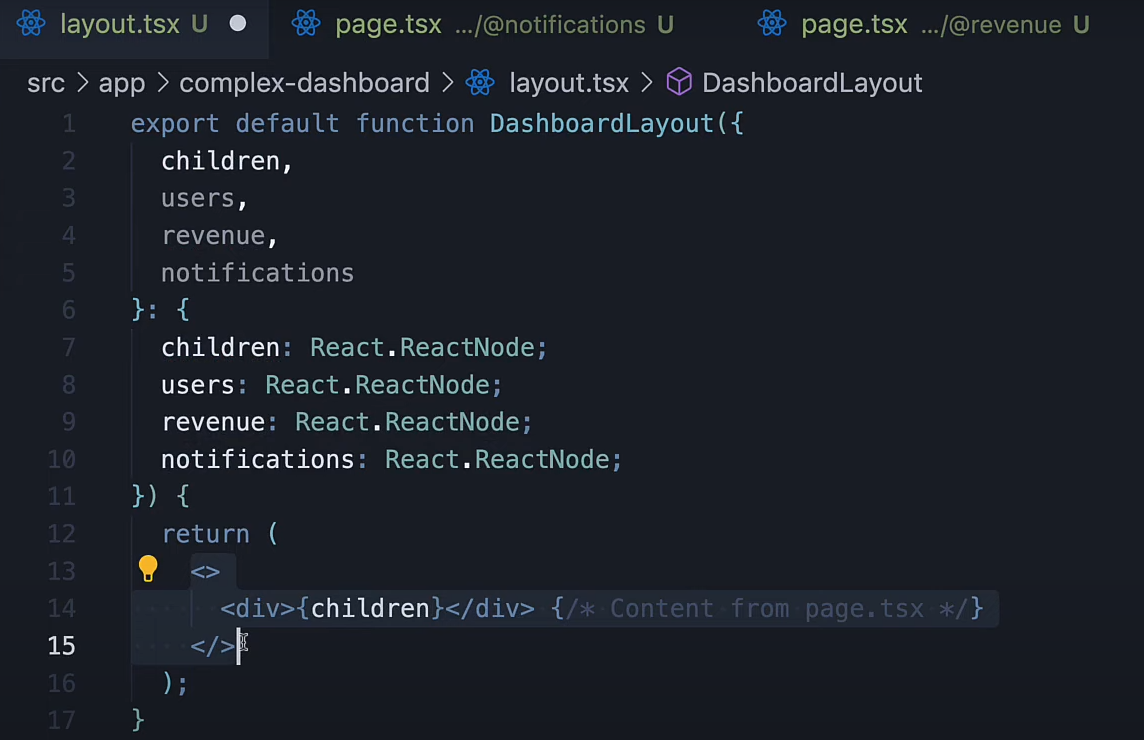 layout.tsx U page.tsx .../@notifications U page.tsx .../@revenue U
src > app > complex-dashboard > layout.tsx > DashboardLayout
1 export default function DashboardLayout({
2 children,
3 users,
4 revenue,
5 notifications
6 }: {
7 children: React.ReactNode;
8 users: React.ReactNode;
9 revenue: React.ReactNode;
10 notifications: React.ReactNode;
11 }) {
12 return (
13 <>
14 <div>{children}</div> {/* Content from page.tsx */}
15 </>
16 );
17 }